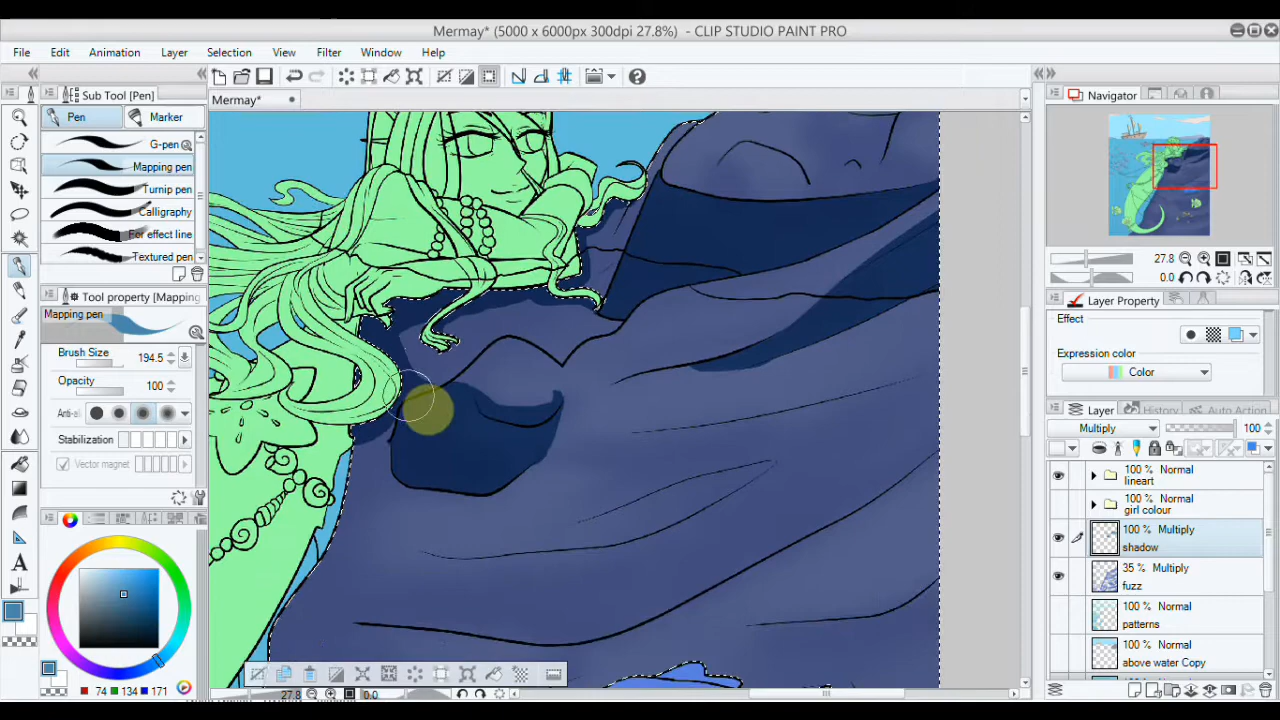 Mermay* (5000 x 6000px 300dpi 27.8%) - CLIP STUDIO PAINT PRO
File Edit Animation Layer Selection View Filter Window Help
Sub Tool [Pen]
Mermay*
Navigator
Pen Marker
G-pen
Mapping pen
Turnip pen
Calligraphy
For effect line
Textured pen
27.8
0.0
Tool property [Mapping
Layer Property
Mapping pen
Effect
Brush Size 194.5
Expression color
Opacity 100
Color
Anti-al
Layer History Auto Action
Stabilization
Multiply 100
Vector magnet
100 % Normal
lineart
100 % Normal
girl colour
100 % Multiply
shadow
35 % Multiply
fuzz
100 % Normal
patterns
100 % Normal
above water Copy
74 134 171
27.8 0.0